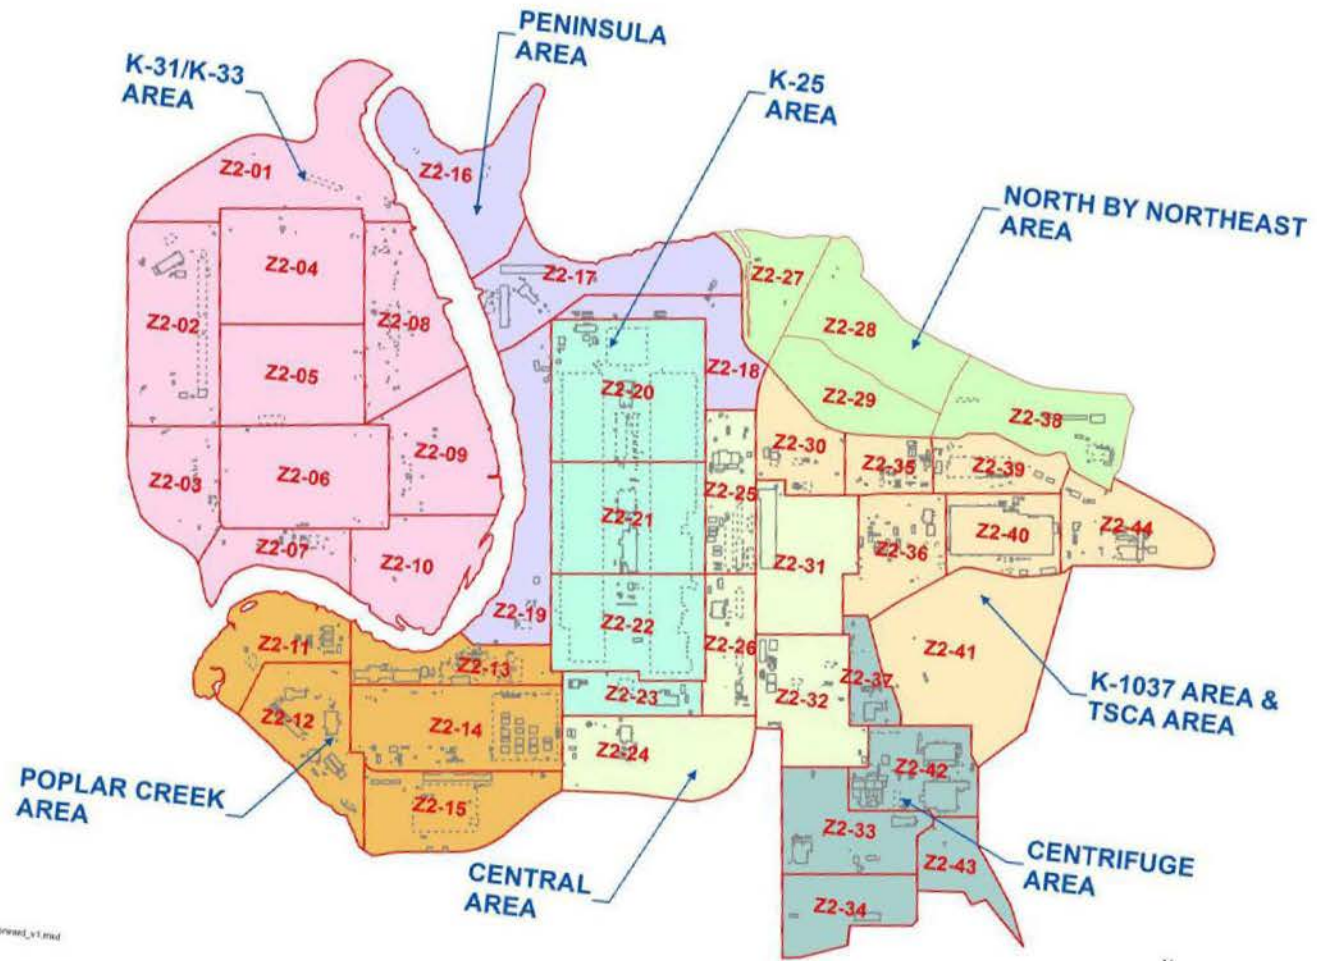 PENINSULA
AREA
K-31/K-33
AREA
K-25
AREA
NORTH BY NORTHEAST
AREA
Z2-01
Z2-16
Z2-17
Z2-27
Z2-04
Z2-02
Z2-08
Z2-28
Z2-05
Z2-18
Z2-20
Z2-29
Z2-38
Z2-09
Z2-30
Z2-35
Z2-39
Z2-03
Z2-06
Z2-25
Z2-21
Z2-44
Z2-40
Z2-36
Z2-07
Z2-10
Z2-31
Z2-19
Z2-22
Z2-11
Z2-26
Z2-41
Z2-13
Z2-37
Z2-23
Z2-32
K-1037 AREA &
TSCA AREA
Z2-12
Z2-14
Z2-24
Z2-42
POPLAR CREEK
AREA
Z2-15
Z2-33
CENTRAL
AREA
Z2-43
CENTRIFUGE
AREA
Z2-34